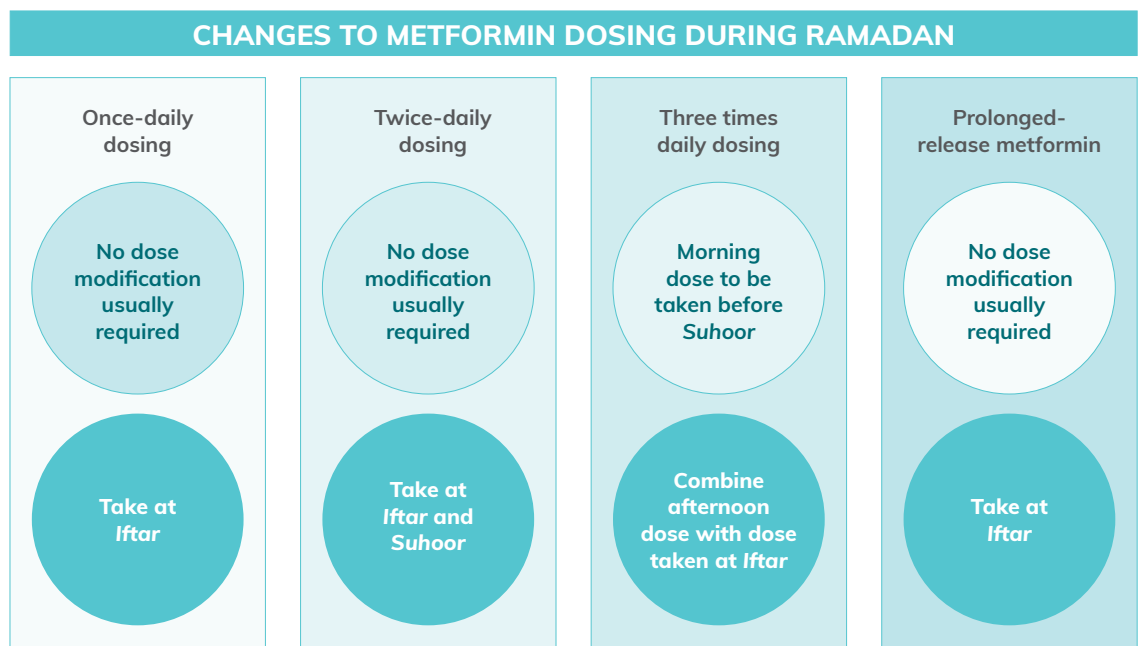 CHANGES TO METFORMIN DOSING DURING RAMADAN
Once-daily
dosing
No dose
modification
usually
required
Take at
Iftar
Twice-daily
dosing
No dose
modification
usually
required
Take at
Iftar and
Suhoor
Three times
daily dosing
Morning
dose to be
taken before
Suhoor
Combine
afternoon
dose with dose
taken at Iftar
Prolonged-
release metformin
No dose
modification
usually
required
Take at
Iftar